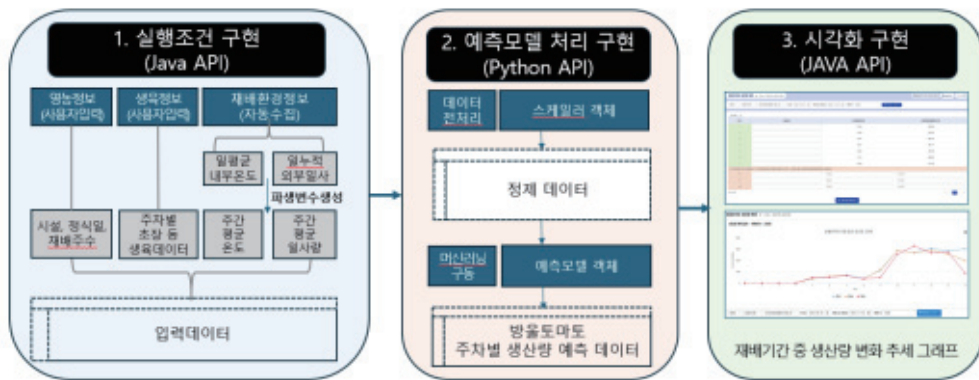 1. 실행조건 구현
(Java API)
영농정보
(사용자입력)
생육정보
(사용자입력)
재배환경정보
(자동수집)
일평균
내부온도
일누적
외부일사
파생변수생성
시설, 정식일,
재배주수
주차별
초장 등
생육데이터
주간
평균
온도
주간
평균
일사량
입력데이터
2. 예측모델 처리 구현
(Python API)
데이터
전처리
스케일러 객체
정제 데이터
머신러닝
구동
예측모델 객체
방울토마토
주차별 생산량 예측 데이터
3. 시각화 구현
(JAVA API)
재배기간 중 생산량 변화 추세 그래프